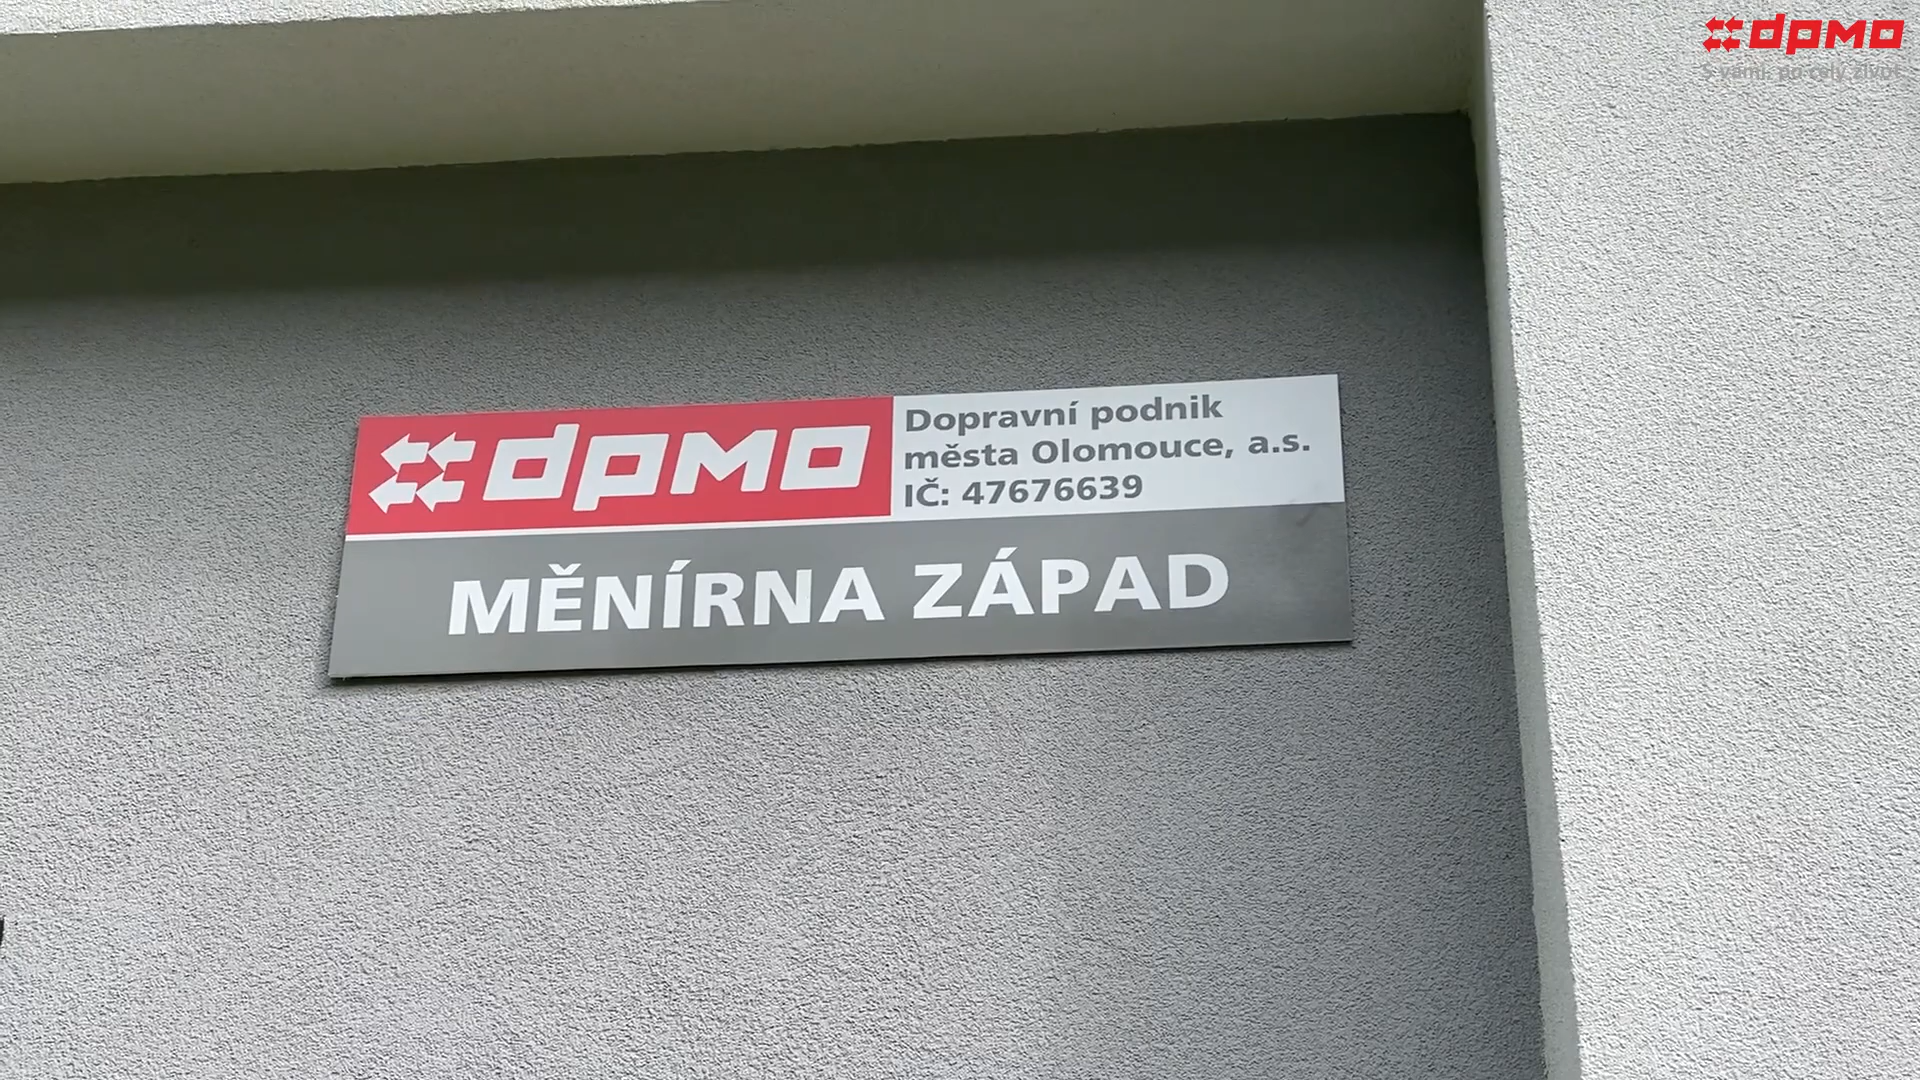 dpmo
S vámi, po celý život
dpmo
Dopravní podnik
města Olomouce, a.s.
IČ: 47676639
MĚNÍRNA ZÁPAD